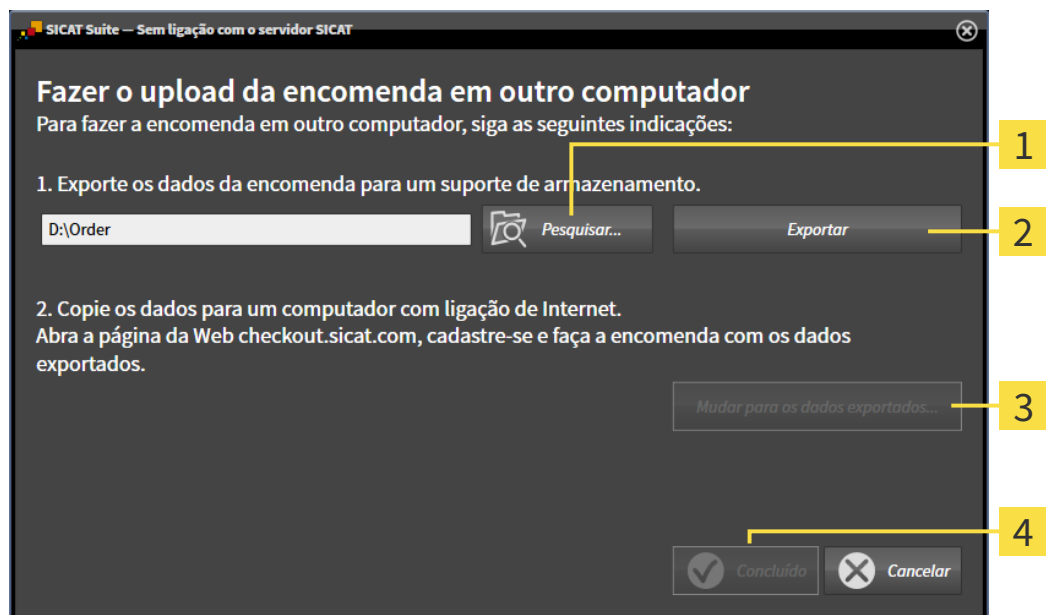 SICAT Suite — Sem ligação com o servidor SICAT
Fazer o upload da encomenda em outro computador
Para fazer a encomenda em outro computador, siga as seguintes indicações:
1
1. Exporte os dados da encomenda para um suporte de armazenamento.
D:\Order
Pesquisar...
Exportar
2
2. Copie os dados para um computador com ligação de Internet.
Abra a página da Web checkout.sicat.com, cadastre-se e faça a encomenda com os dados
exportados.
Mudar para os dados exportados...
3
4
Concluído
Cancelar